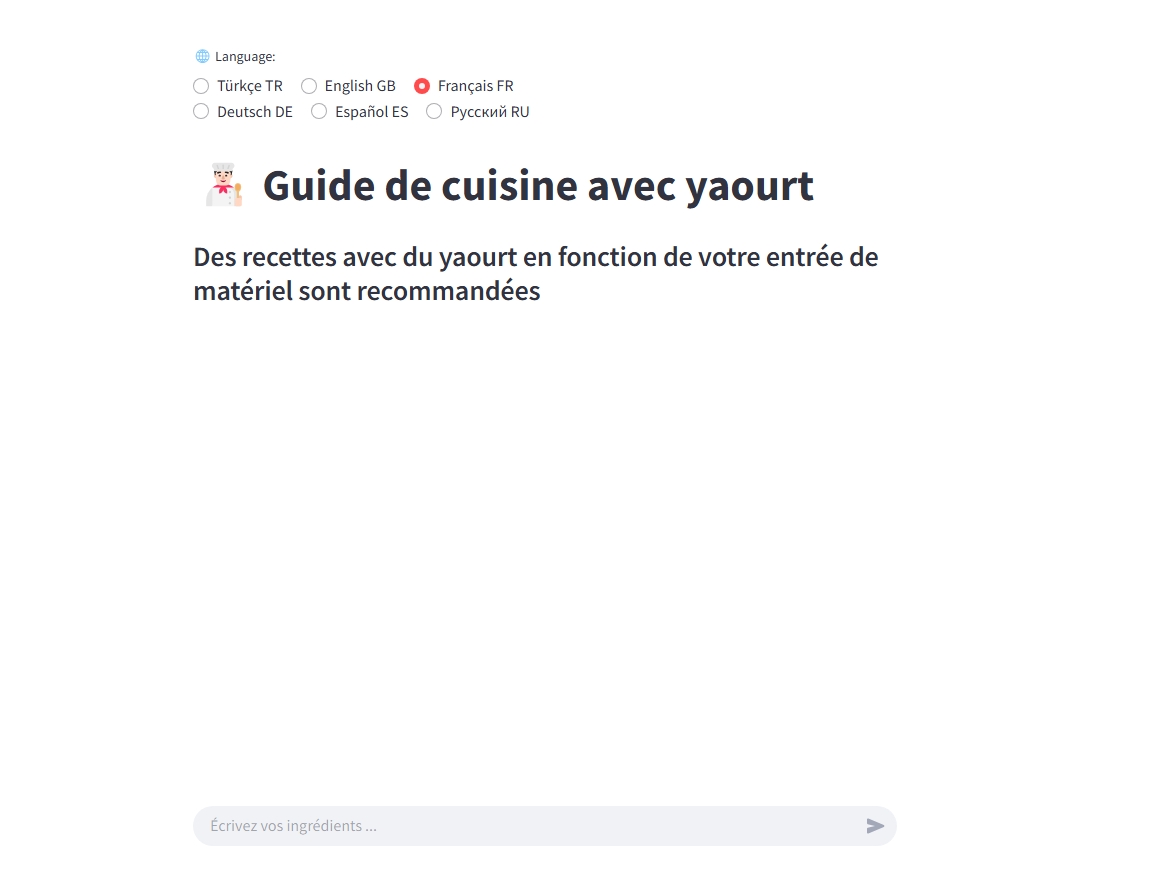 Language:
Türkçe TR English GB Français FR
Deutsch DE Español ES Русский RU
Guide de cuisine avec yaourt
Des recettes avec du yaourt en fonction de votre entrée de
matériel sont recommandées
Écrivez vos ingrédients ...